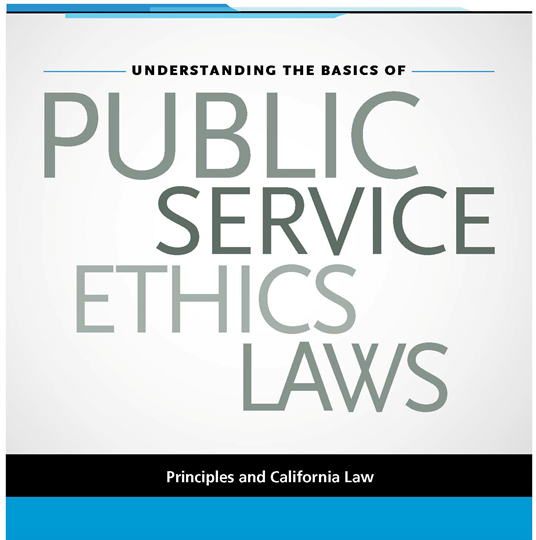 UNDERSTANDING THE BASICS OF
PUBLIC
SERVICE
ETHICS
LAWS
Principles and California Law